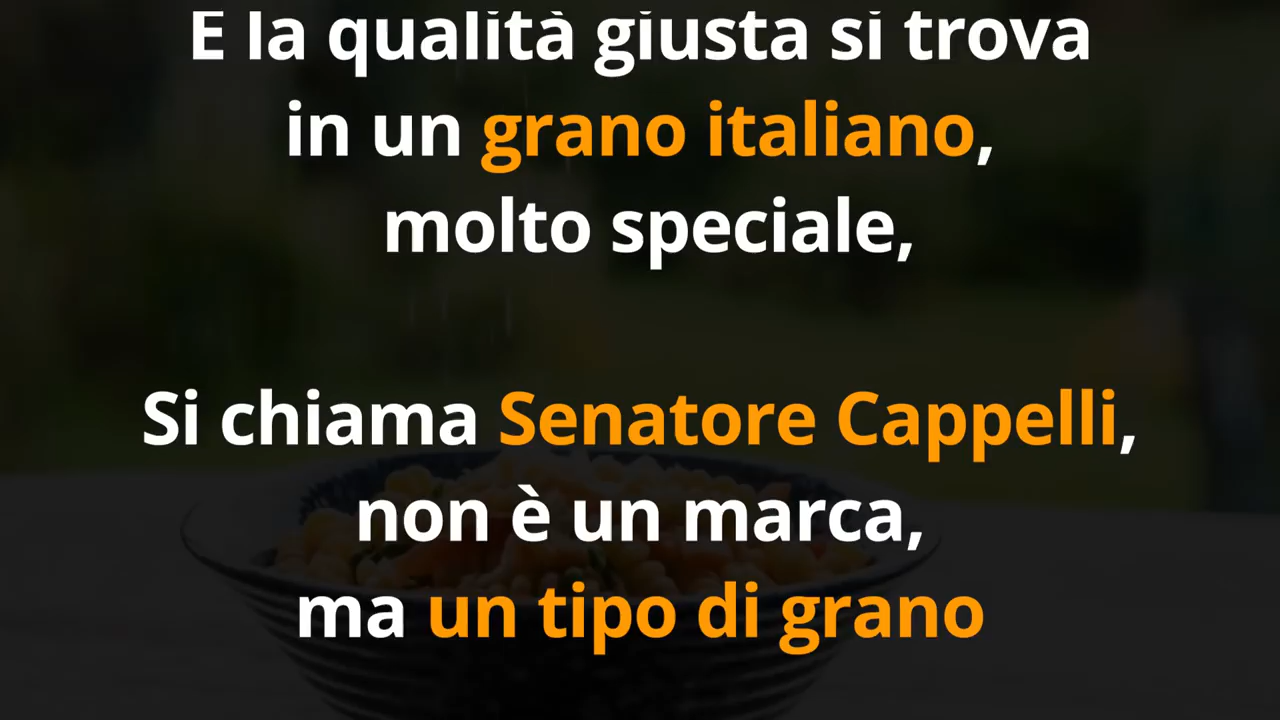 E la qualità giusta si trova
in un grano italiano,
molto speciale,
Si chiama Senatore Cappelli,
non è un marca,
ma un tipo di grano